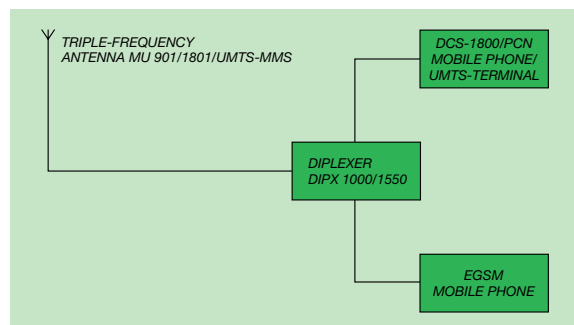 TRIPLE-FREQUENCY
ANTENNA MU 901/1801/UMTS-MMS
DCS-1800/PCN
MOBILE PHONE/
UMTS-TERMINAL
DIPLEXER
DIPX 1000/1550
EGSM
MOBILE PHONE